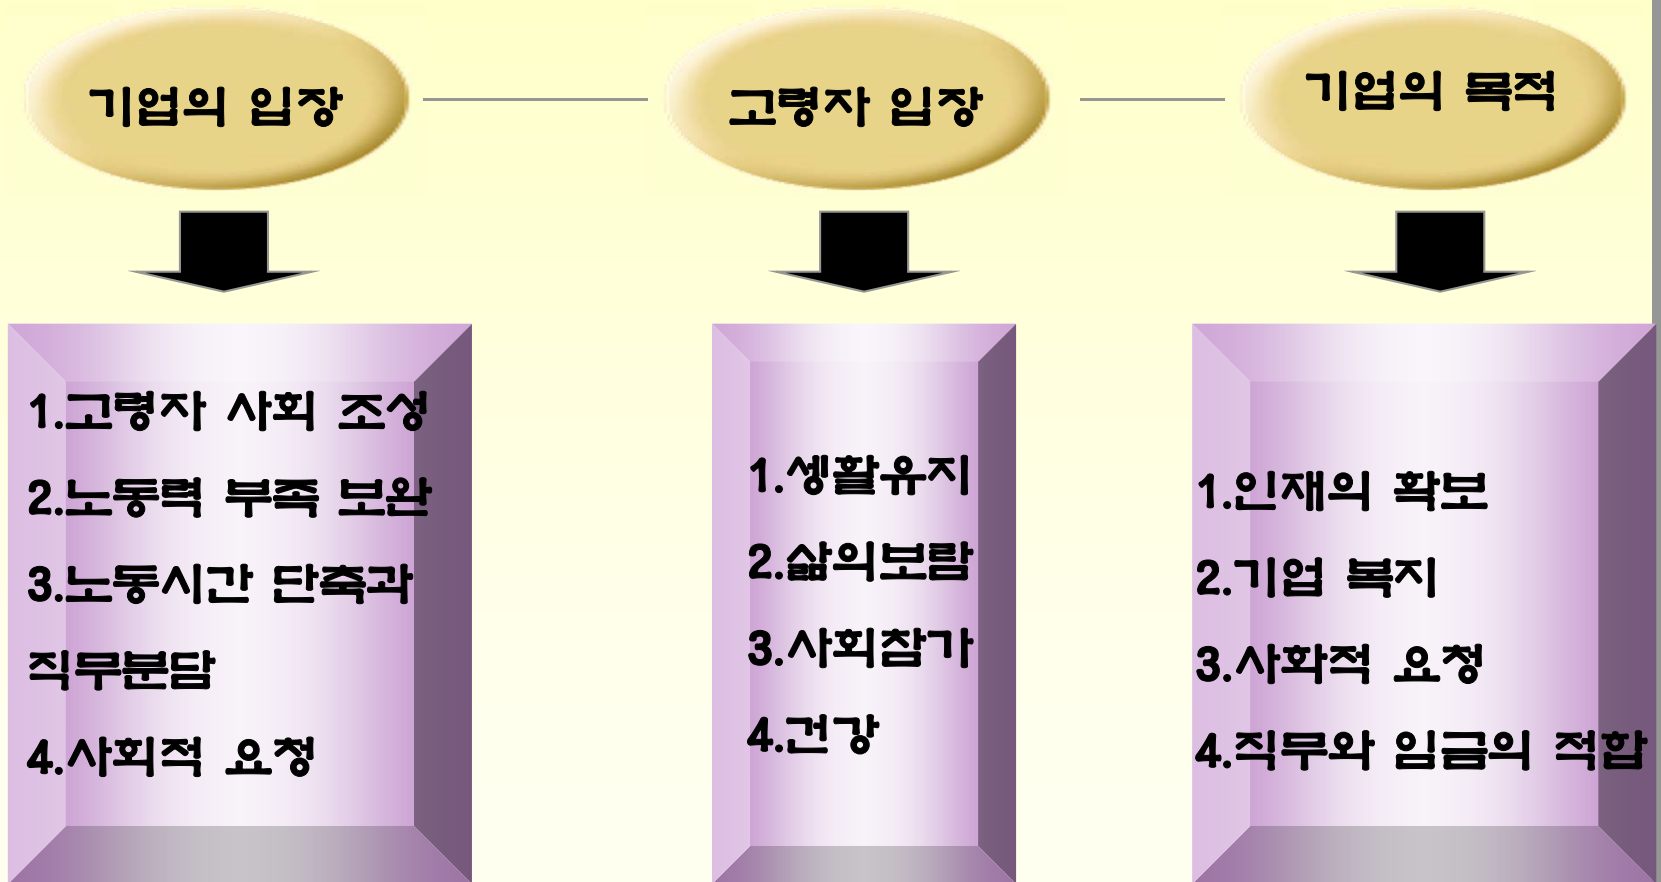 기업의 입장
고령자 입장
기업의 목적
1.고령자 사회 조성
2.노동력 부족 보완
3.노동시간 단축과
직무분담
4.사회적 요청
1.생활유지
2.삶의보람
3.사회참가
4.건강
1.인재의 확보
2.기업 복지
3.사화적 요청
4.직무와 임금의 적합